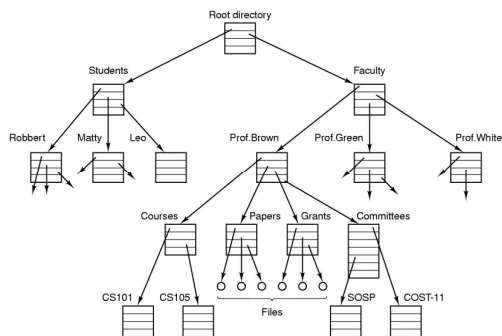 Root directory
Students
Faculty
Robbert
Matty
Leo
Prof.Brown
Prof.Green
Prof.White
Courses
Papers
Grants
Committees
CS101
CS105
Files
SOSP
COST-11